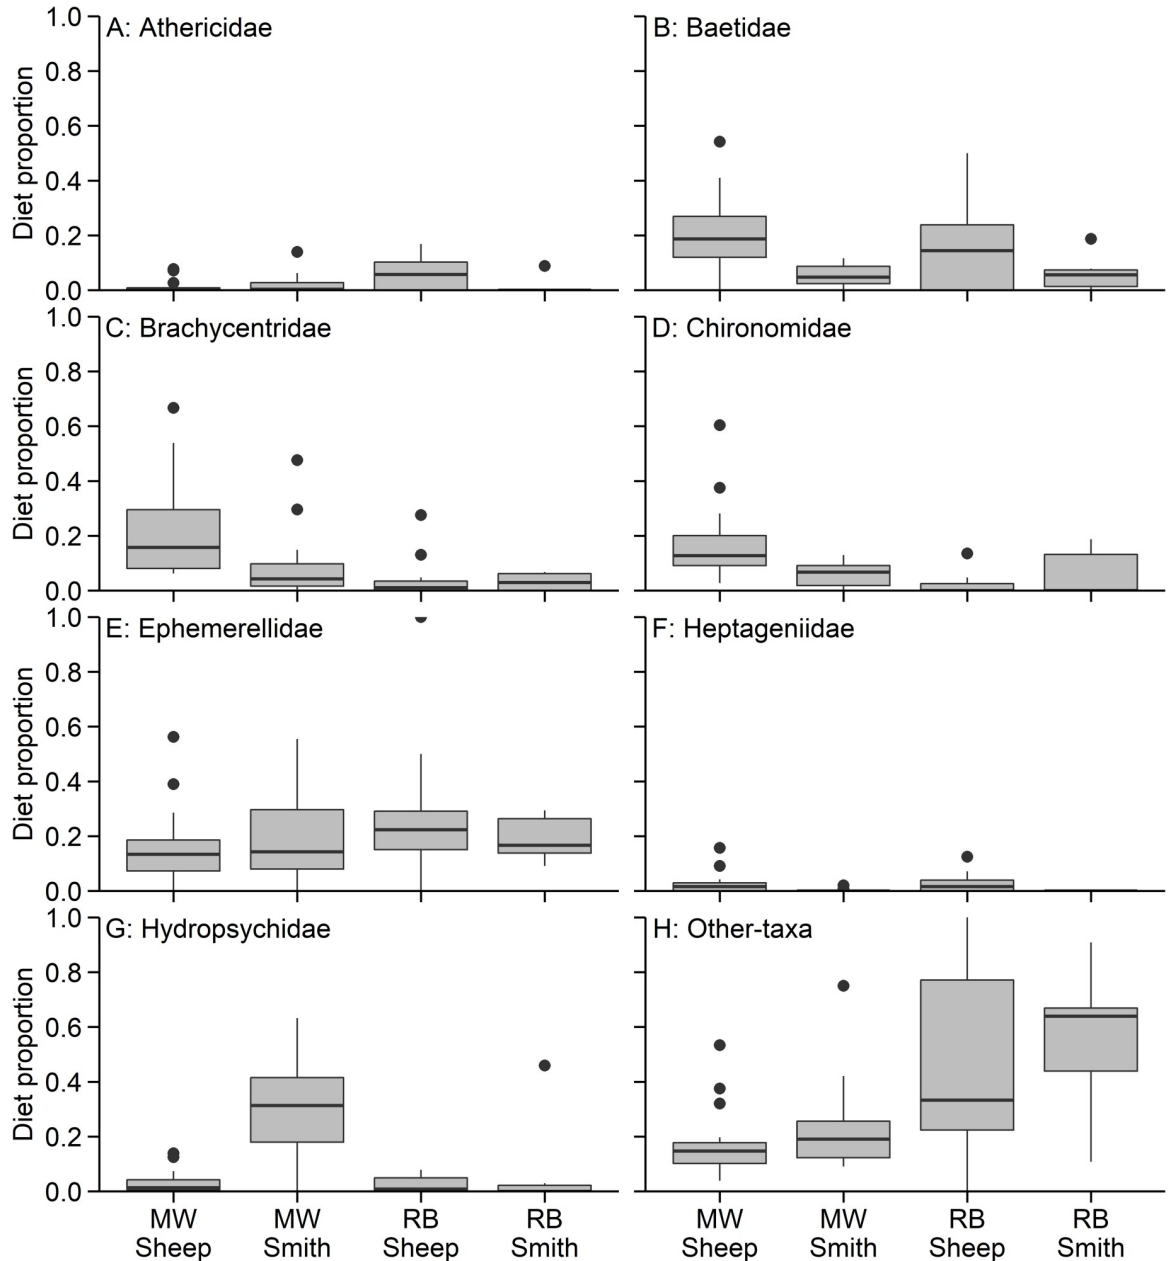 A: Athericidae
B: Baetidae
Diet proportion
1.0
0.8
0.6
0.4
0.2
0.0
C: Brachycentridae
D: Chironomidae
Diet proportion
1.0
0.8
0.6
0.4
0.2
0.0
E: Ephemerellidae
F: Heptageniidae
Diet proportion
1.0
0.8
0.6
0.4
0.2
0.0
G: Hydropsychidae
H: Other-taxa
Diet proportion
1.0
0.8
0.6
0.4
0.2
0.0
MW
Sheep
MW
Smith
RB
Sheep
RB
Smith
MW
Sheep
MW
Smith
RB
Sheep
RB
Smith